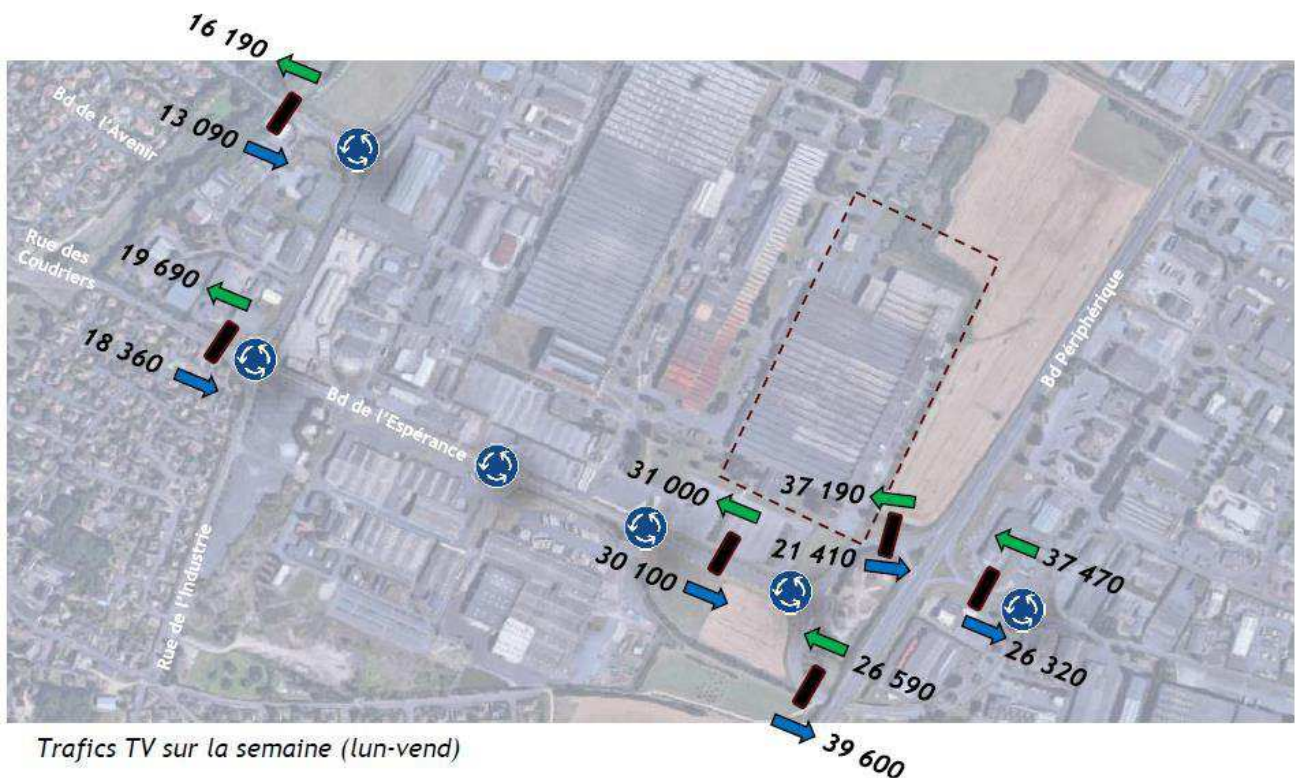 16 190
Bd de l'Avenir
13 090
Rue des
Coudriers
19 690
18 360
Bd de l'Espérance
Bd Périphérique
31 000
37 190
30 100
21 410
37 470
26 320
Rue de l'Industrie
26 590
39 600
Trafics TV sur la semaine (lun-vend)